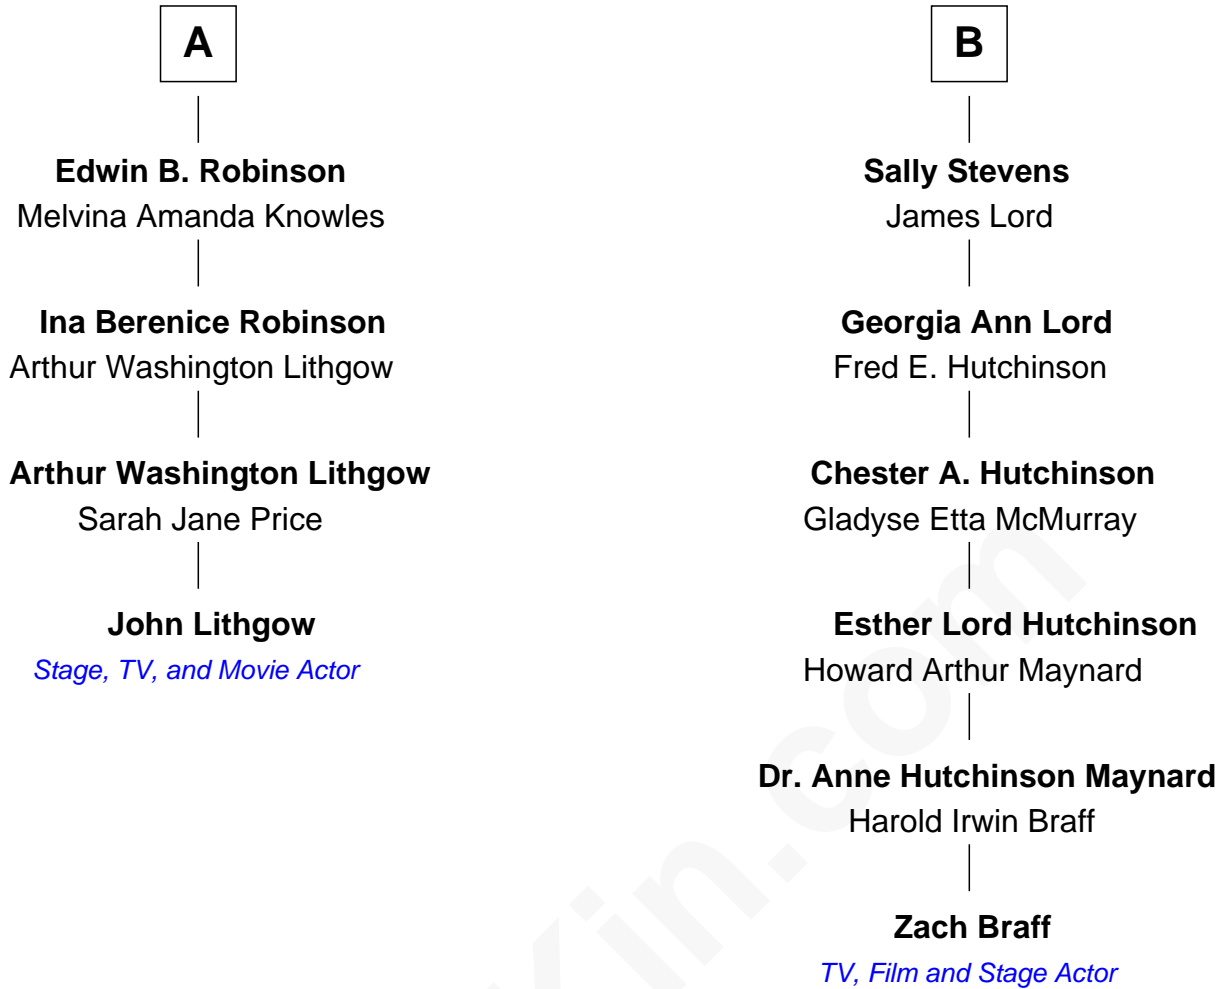 A
Edwin B. Robinson
Melvina Amanda Knowles
Ina Berenice Robinson
Arthur Washington Lithgow
Arthur Washington Lithgow
Sarah Jane Price
John Lithgow
Stage, TV, and Movie Actor
B
Sally Stevens
James Lord
Georgia Ann Lord
Fred E. Hutchinson
Chester A. Hutchinson
Gladyse Etta McMurray
Esther Lord Hutchinson
Howard Arthur Maynard
Dr. Anne Hutchinson Maynard
Harold Irwin Braff
Zach Braff
TV, Film and Stage Actor
Kin.com